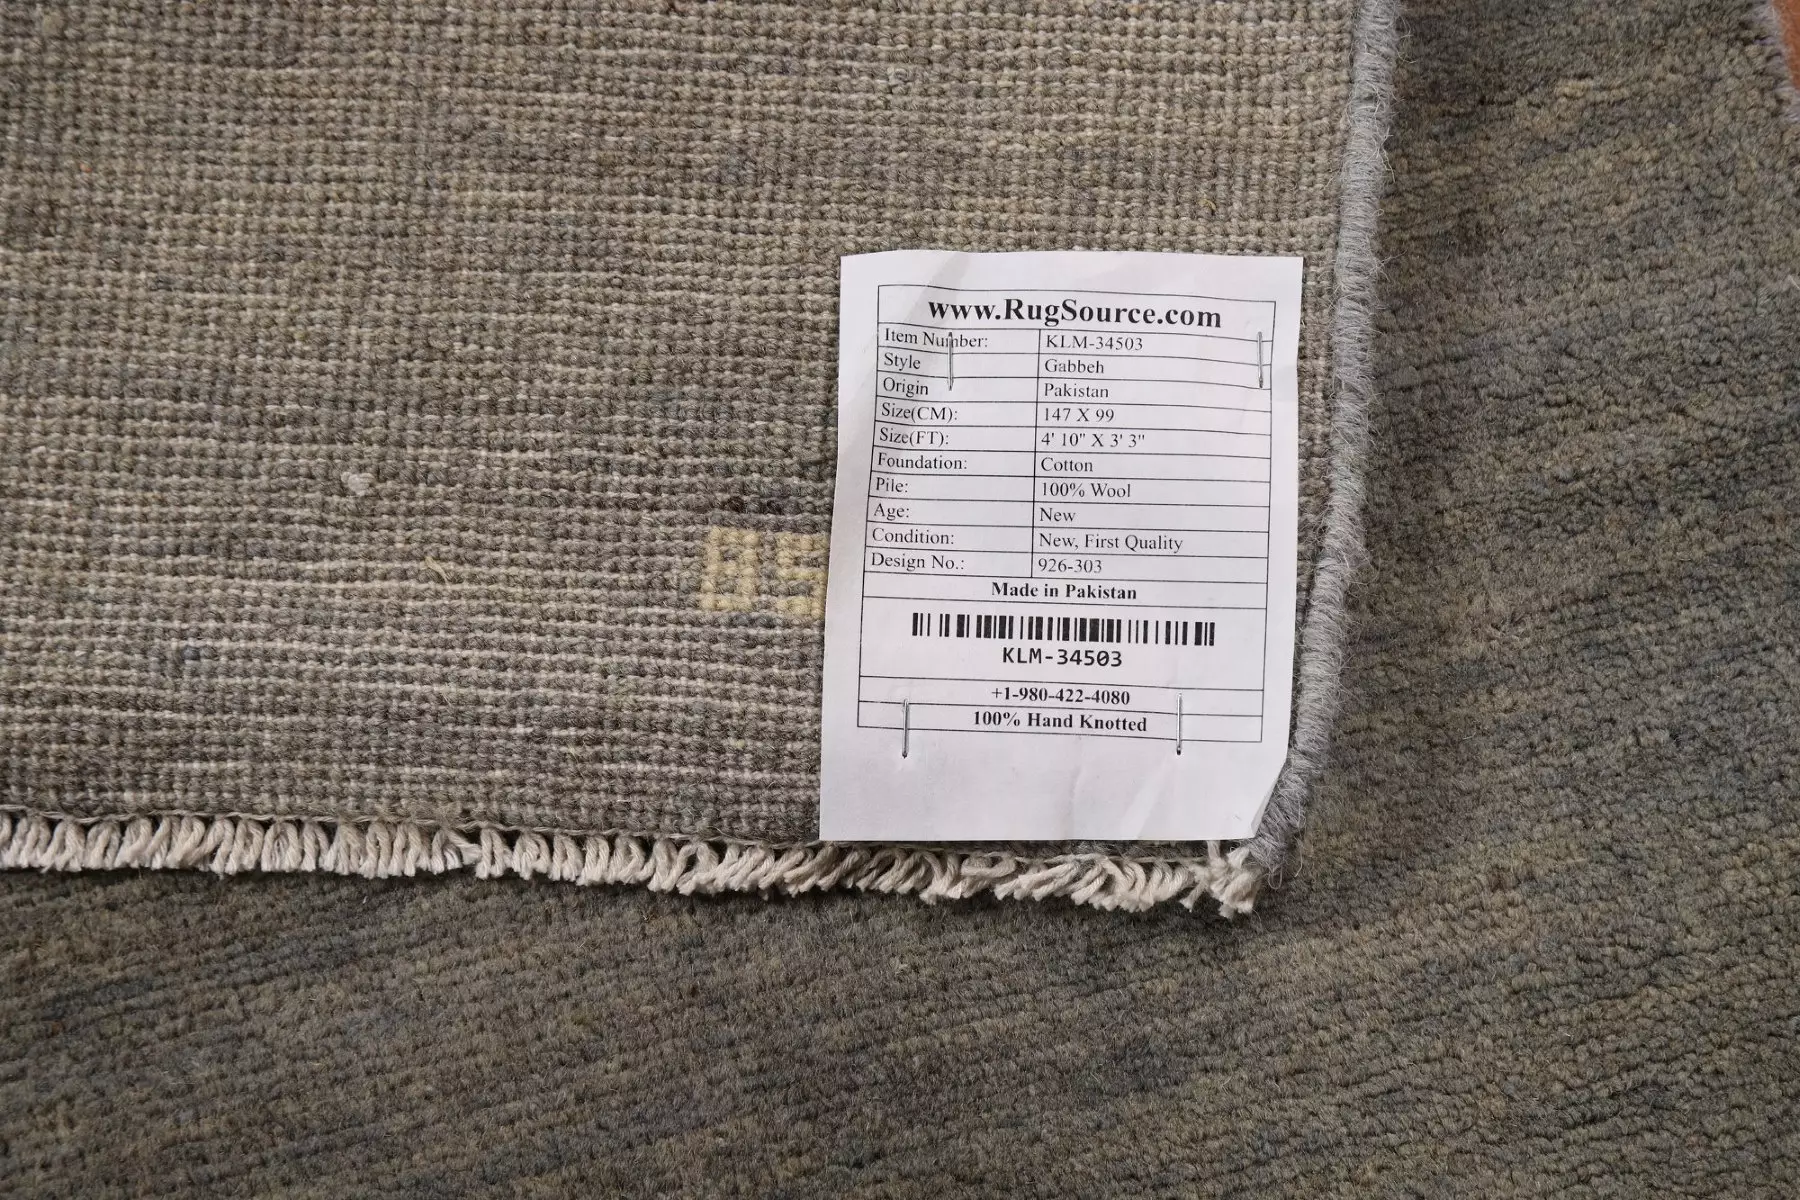 www.RugSource.com
Item Number: KLM-34503
Style Gabbeh
Origin Pakistan
Size(CM): 147 X 99
Size(FT): 4' 10" X 3' 3"
Foundation: Cotton
Pile: 100% Wool
Age: New
Condition: New, First Quality
Design No.: 926-303
Made in Pakistan
KLM-34503
+1-980-422-4080
100% Hand Knotted